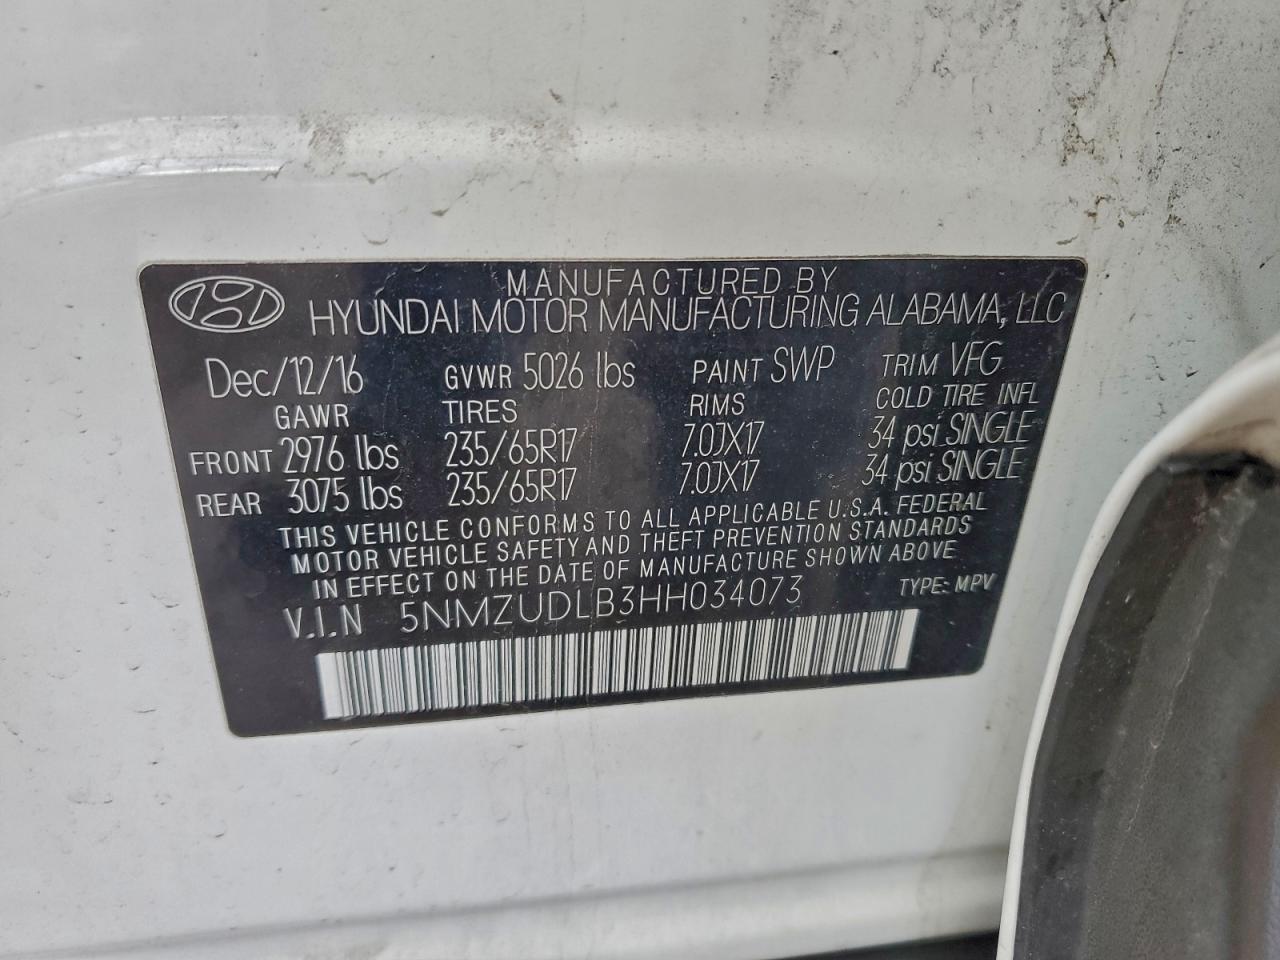 MANUFACTURED BY
HYUNDAI MOTOR MANUFACTURING ALABAMA, LLC
Dec/12/16 GVWR 5026 lbs PAINT SWP TRIM VFG
GAWR TIRES RIMS COLD TIRE INFL
FRONT 2976 lbs 235/65R17 7.0JX17 34 psi SINGLE
REAR 3075 lbs 235/65R17 7.0JX17 34 psi SINGLE
THIS VEHICLE CONFORMS TO ALL APPLICABLE U.S.A. FEDERAL
MOTOR VEHICLE SAFETY AND THEFT PREVENTION STANDARDS
IN EFFECT ON THE DATE OF MANUFACTURE SHOWN ABOVE
V.I.N 5NMZUDLB3HH034073 TYPE: MPV